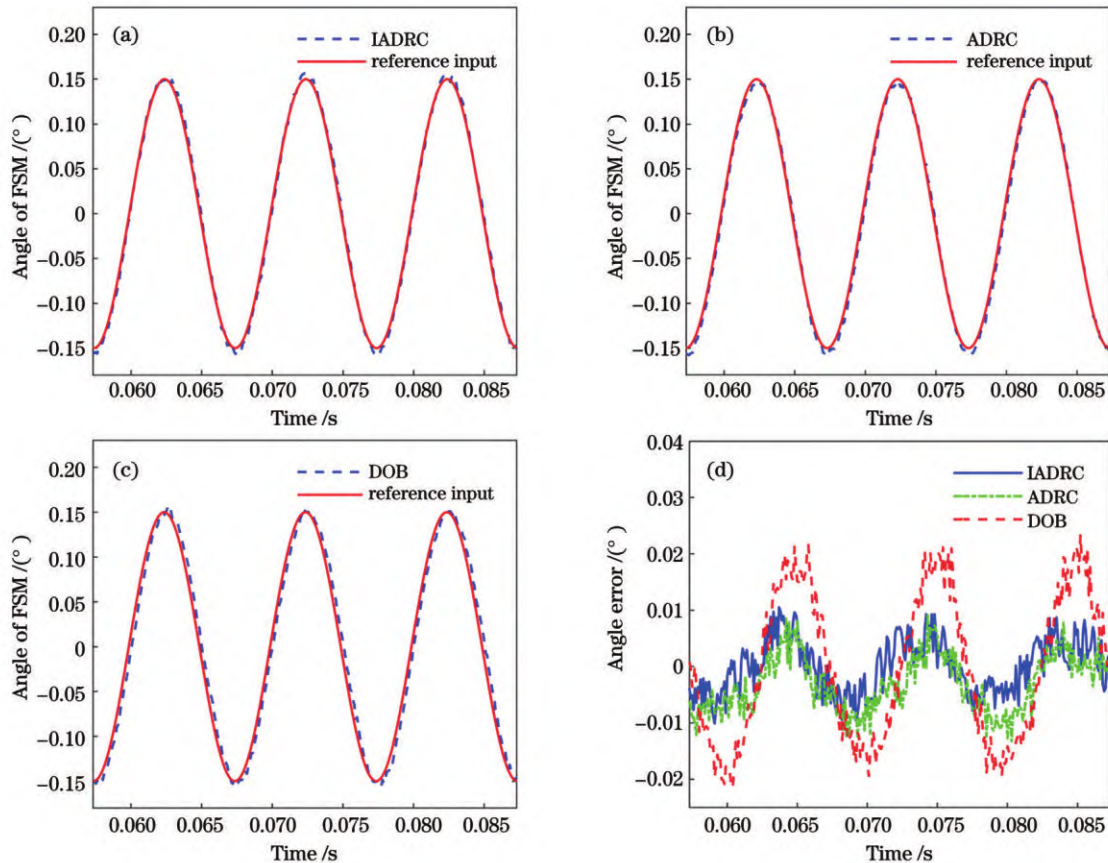 (a)
IADRC
reference input
0.20
0.15
0.10
0.05
0
−0.05
−0.10
−0.15
Angle of FSM /(°)
0.060 0.065 0.070 0.075 0.080 0.085
Time /s
(b)
ADRC
reference input
0.20
0.15
0.10
0.05
0
−0.05
−0.10
−0.15
Angle of FSM /(°)
0.060 0.065 0.070 0.075 0.080 0.085
Time /s
(c)
DOB
reference input
0.20
0.15
0.10
0.05
0
−0.05
−0.10
−0.15
Angle of FSM /(°)
0.060 0.065 0.070 0.075 0.080 0.085
Time /s
(d)
IADRC
ADRC
DOB
0.04
0.03
0.02
0.01
0
−0.01
−0.02
Angle error /(°)
0.060 0.065 0.070 0.075 0.080 0.085
Time /s